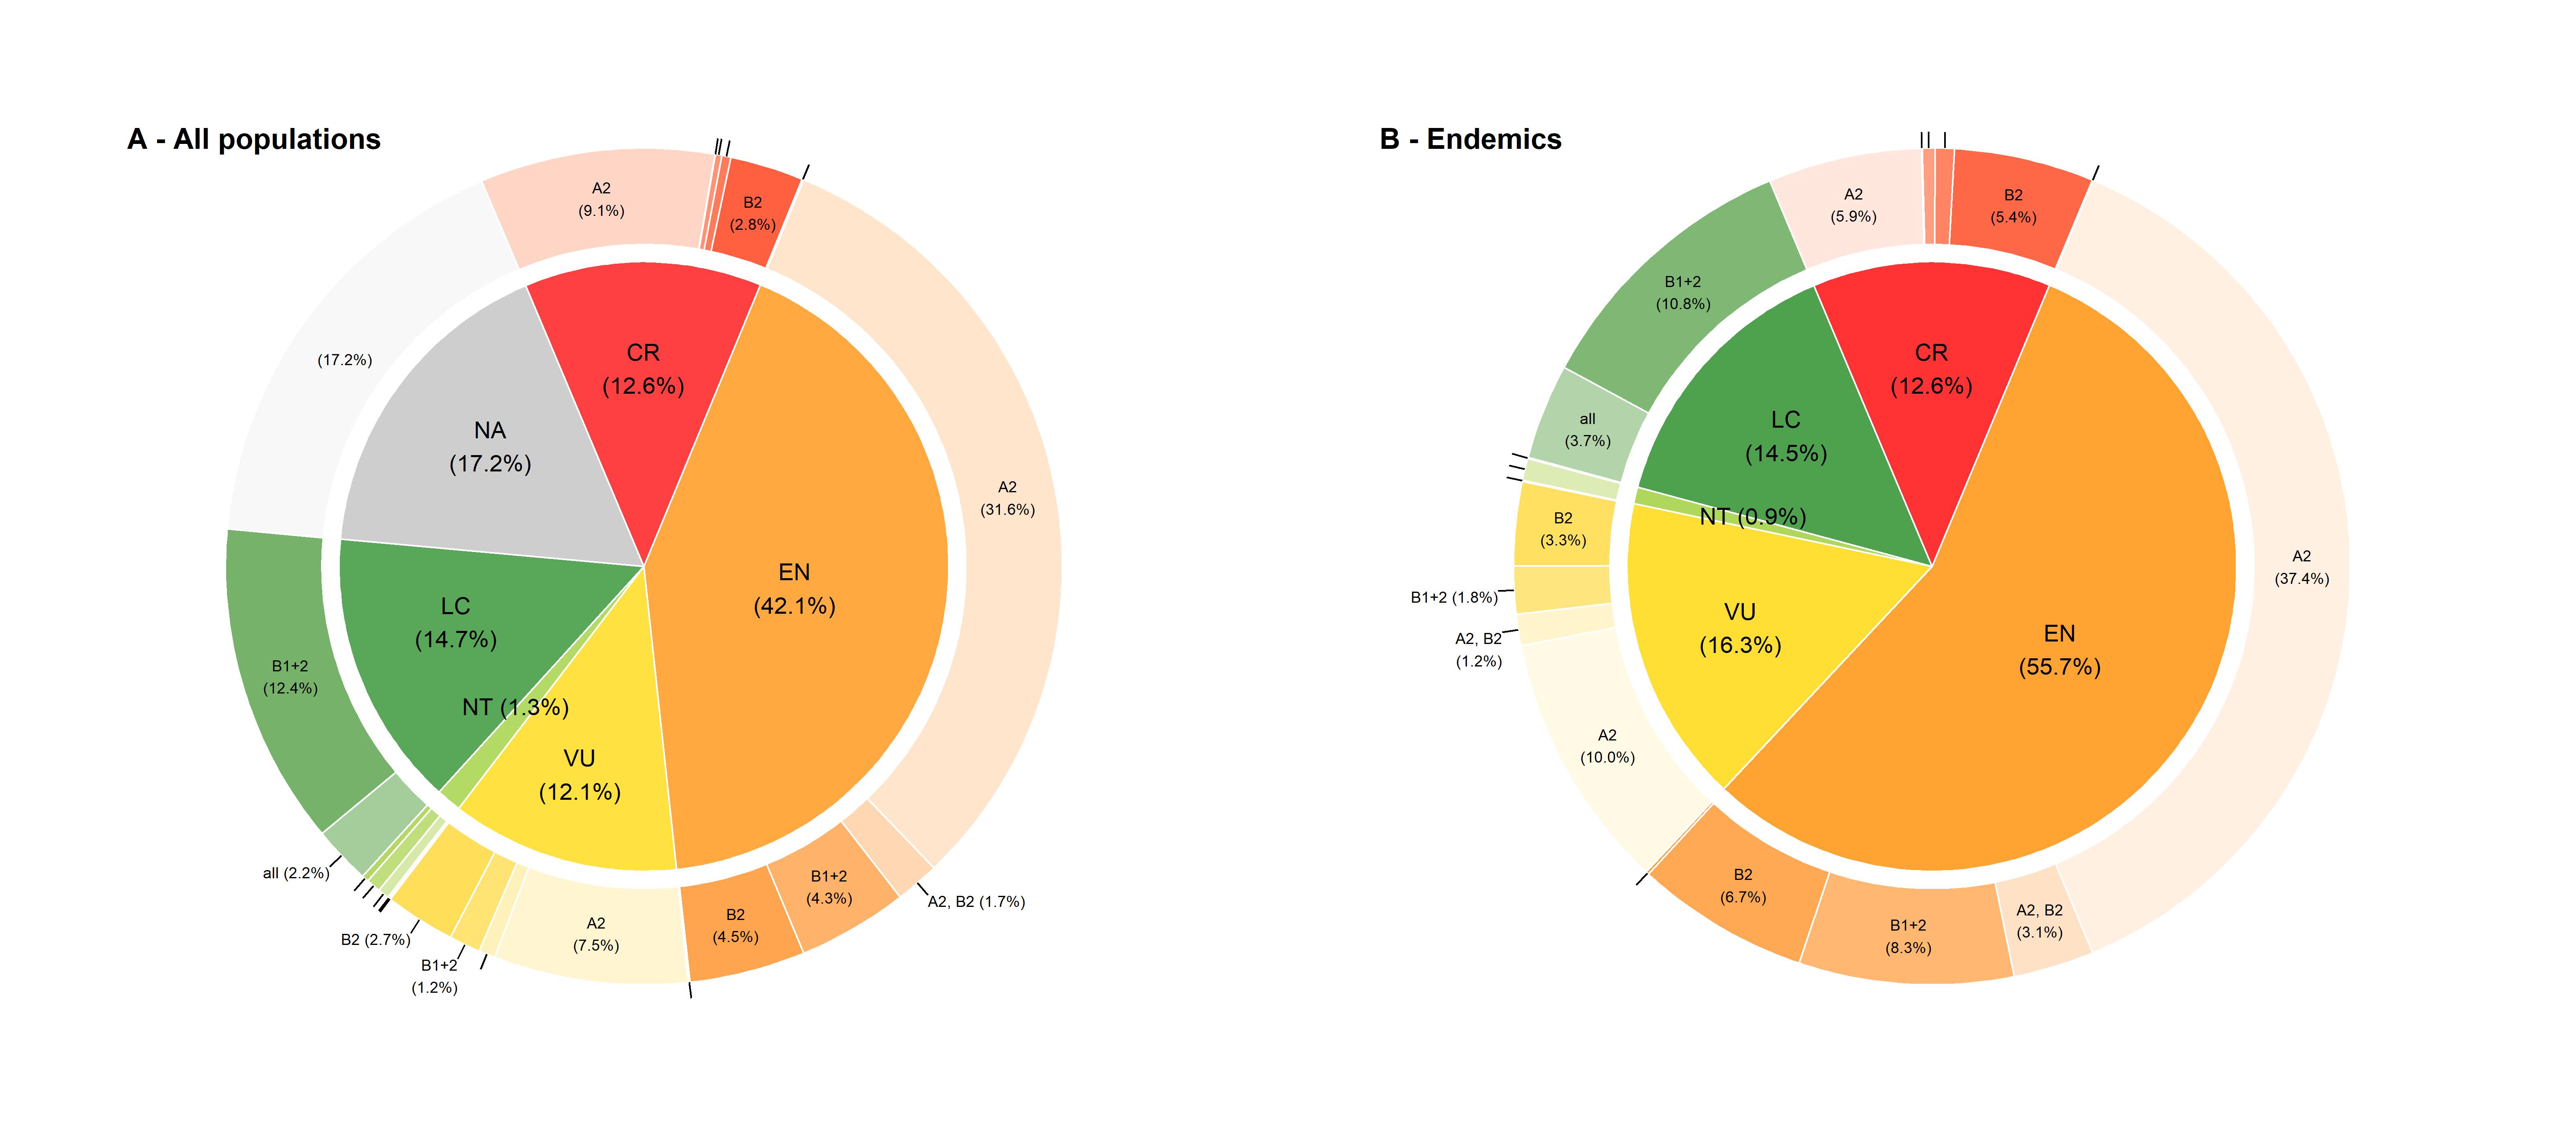 A - All populations
A2
(9.1%)
B2
(2.8%)
CR
(12.6%)
(17.2%)
NA
(17.2%)
A2
(31.6%)
EN
(42.1%)
LC
(14.7%)
B1+2
(12.4%)
NT (1.3%)
VU
(12.1%)
all (2.2%)
B1+2
(4.3%)
A2, B2 (1.7%)
B2
(4.5%)
A2
(7.5%)
B2 (2.7%)
B1+2
(1.2%)
B - Endemics
A2
(5.9%)
B2
(5.4%)
B1+2
(10.8%)
CR
(12.6%)
all
(3.7%)
LC
(14.5%)
NT (0.9%)
B2
(3.3%)
A2
(37.4%)
B1+2 (1.8%)
A2, B2
(1.2%)
VU
(16.3%)
EN
(55.7%)
A2
(10.0%)
B2
(6.7%)
B1+2
(8.3%)
A2, B2
(3.1%)